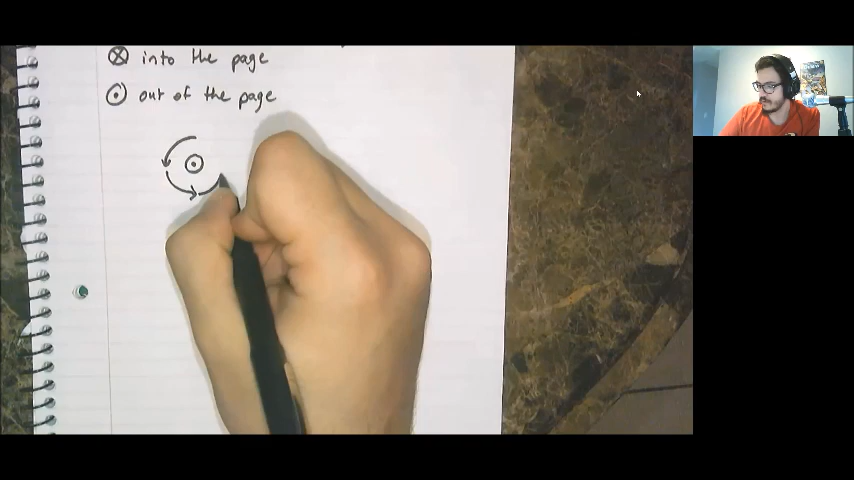 ⊗ into the page
⊙ out of the page